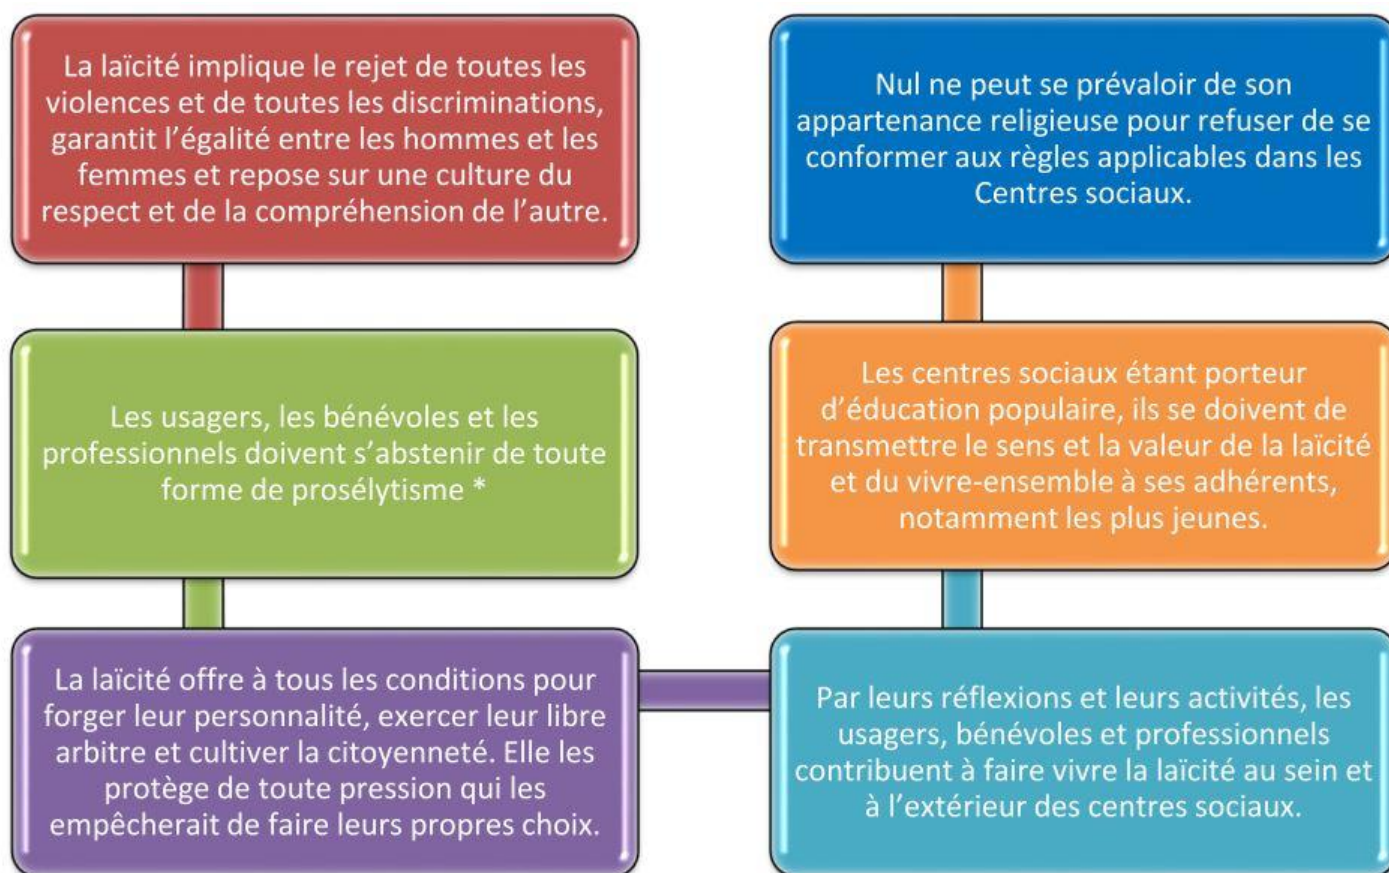 La laïcité implique le rejet de toutes les
violences et de toutes les discriminations,
garantit l’égalité entre les hommes et les
femmes et repose sur une culture du
respect et de la compréhension de l’autre.
Les usagers, les bénévoles et les
professionnels doivent s’abstenir de toute
forme de prosélytisme *
La laïcité offre à tous les conditions pour
forger leur personnalité, exercer leur libre
arbitre et cultiver la citoyenneté. Elle les
protège de toute pression qui les
empêcherait de faire leurs propres choix.
Par leurs réflexions et leurs activités, les
usagers, bénévoles et professionnels
contribuent à faire vivre la laïcité au sein et
à l’extérieur des centres sociaux.
Les centres sociaux étant porteur
d’éducation populaire, ils se doivent de
transmettre le sens et la valeur de la laïcité
et du vivre-ensemble à ses adhérents,
notamment les plus jeunes.
Nul ne peut se prévaloir de son
appartenance religieuse pour refuser de se
conformer aux règles applicables dans les
Centres sociaux.